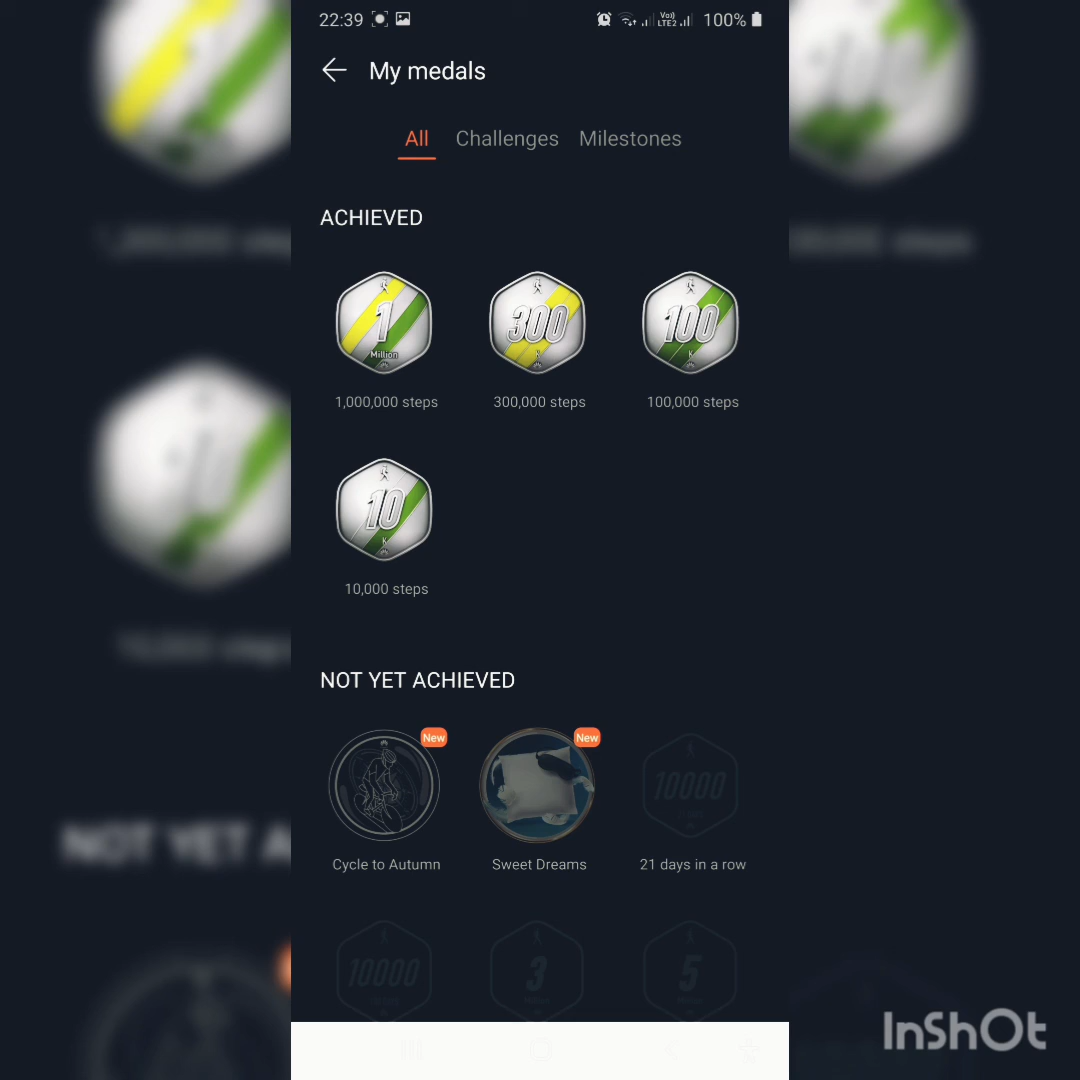 22:39
Vo) LTE2 100%
My medals
All Challenges Milestones
ACHIEVED
1 Million
300 K
100 K
1,000,000 steps 300,000 steps 100,000 steps
10 K
10,000 steps
NOT YET ACHIEVED
New New
10000
Cycle to Autumn Sweet Dreams 21 days in a row
10000 3 5
InShOt